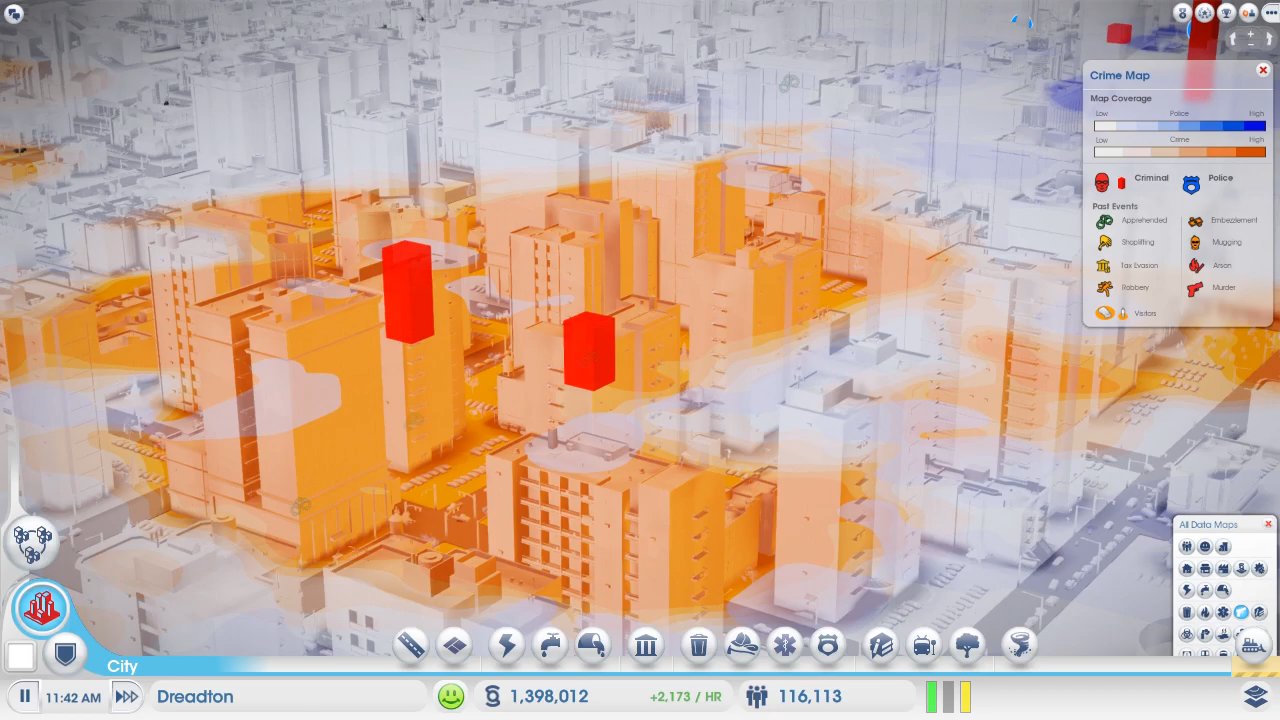 Crime Map
Map Coverage
Low Police High
Low Crime High
Criminal Police
Past Events
Apprehended Embezzlement
Shoplifting Mugging
Tax Evasion Arson
Robbery Murder
Visitors
All Data Maps
City
11:42 AM Dreadton 1,398,012 +2,173 / HR 116,113